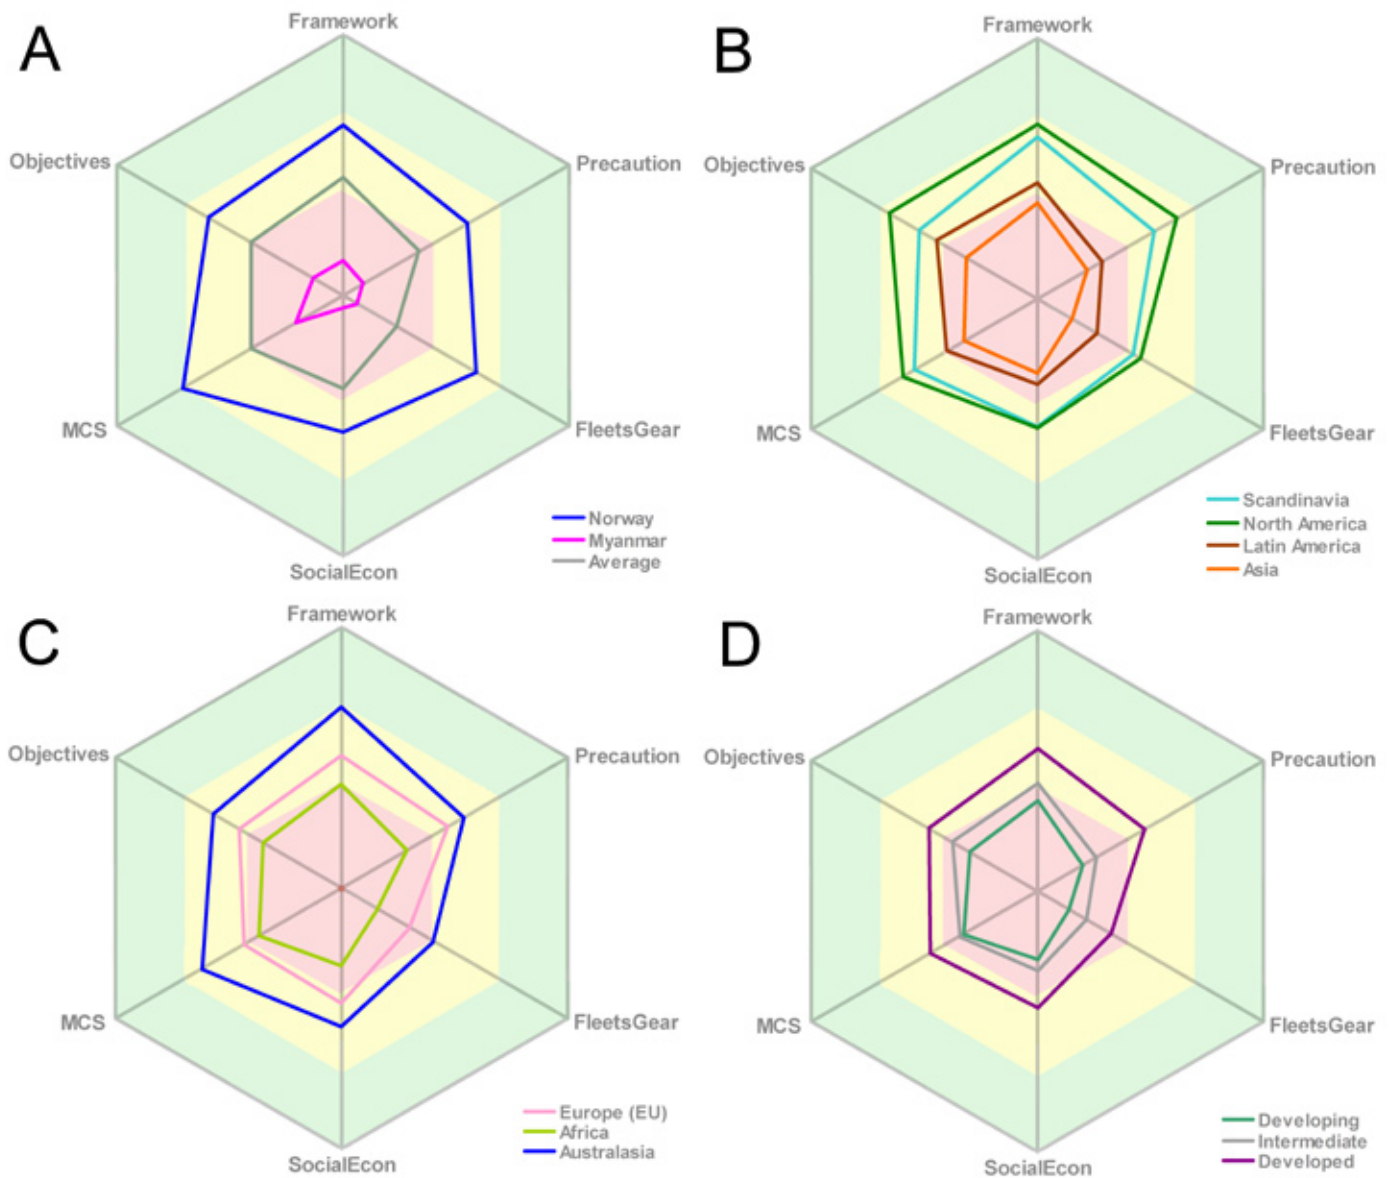 A
Framework
Objectives
Precaution
MCS
FleetsGear
SocialEcon
Norway
Myanmar
Average
B
Framework
Objectives
Precaution
MCS
FleetsGear
SocialEcon
Scandinavia
North America
Latin America
Asia
C
Framework
Objectives
Precaution
MCS
FleetsGear
SocialEcon
Europe (EU)
Africa
Australasia
D
Framework
Objectives
Precaution
MCS
FleetsGear
SocialEcon
Developing
Intermediate
Developed